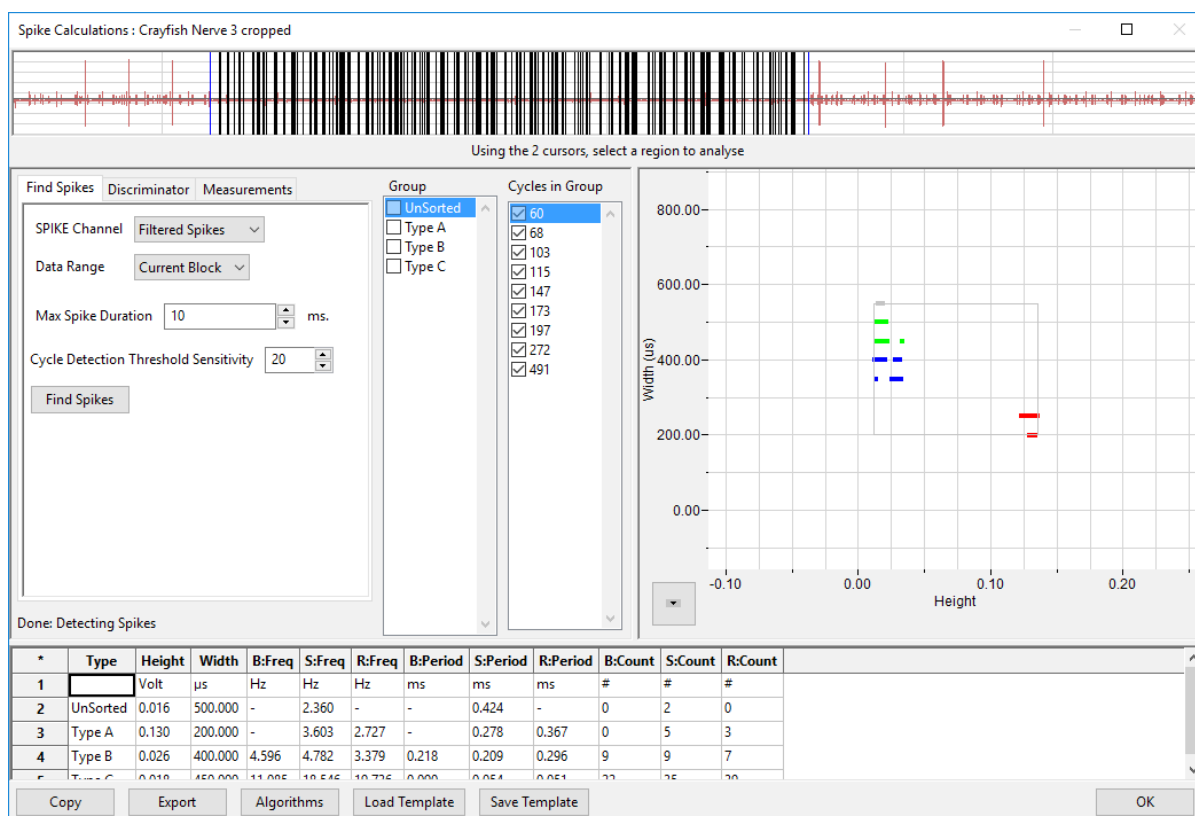 Spike Calculations : Crayfish Nerve 3 cropped
Using the 2 cursors, select a region to analyse
Find Spikes Discriminator Measurements
SPIKE Channel Filtered Spikes
Data Range Current Block
Max Spike Duration 10 ms.
Cycle Detection Threshold Sensitivity 20
Find Spikes
Done: Detecting Spikes
Group
UnSorted
Type A
Type B
Type C
Cycles in Group
60
68
103
115
147
173
197
272
491
800.00
600.00
400.00
200.00
0.00
Width (us)
-0.10 0.00 0.10 0.20
Height
* Type Height Width B:Freq S:Freq R:Freq B:Period S:Period R:Period B:Count S:Count R:Count
1 Volt µs Hz Hz Hz ms ms ms # # #
2 UnSorted 0.016 500.000 - 2.360 - - 0.424 - 0 2 0
3 Type A 0.130 200.000 - 3.603 2.727 - 0.278 0.367 0 5 3
4 Type B 0.026 400.000 4.596 4.782 3.379 0.218 0.209 0.296 9 9 7
Copy Export Algorithms Load Template Save Template OK